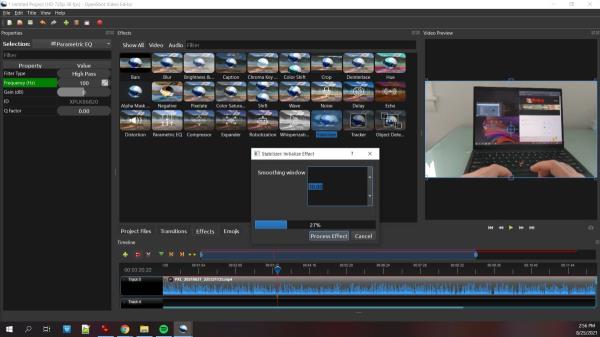 * Untitled Project [HD 720p 30 fps] - OpenShot Video Editor
File Edit Title View Help
Properties
Effects
Video Preview
Selection: Parametric EQ
Show All Video Audio Filter
Filter
Property Value
Filter Type High Pass
Frequency (Hz) 100
Gain (dB)
ID
Q Factor 0.00
Bars Blur Brightness &... Caption Chroma Key... Color Shift Crop Deinterlace Hue
Alpha Mask... Negative Pixelate Color Satura... Shift Wave Noise Delay Echo
Distortion Parametric EQ Compressor Expander Robotization Whisperizati... Stabilizer Tracker Object Dete...
Stabilizer: Initialize Effect ? ×
Smoothing window
30.00
27%
Process Effect Cancel
Project Files Transitions Effects Emojis
Timeline
00:00:20,20
Track 5
Track 4
2:56 PM
8/25/2021